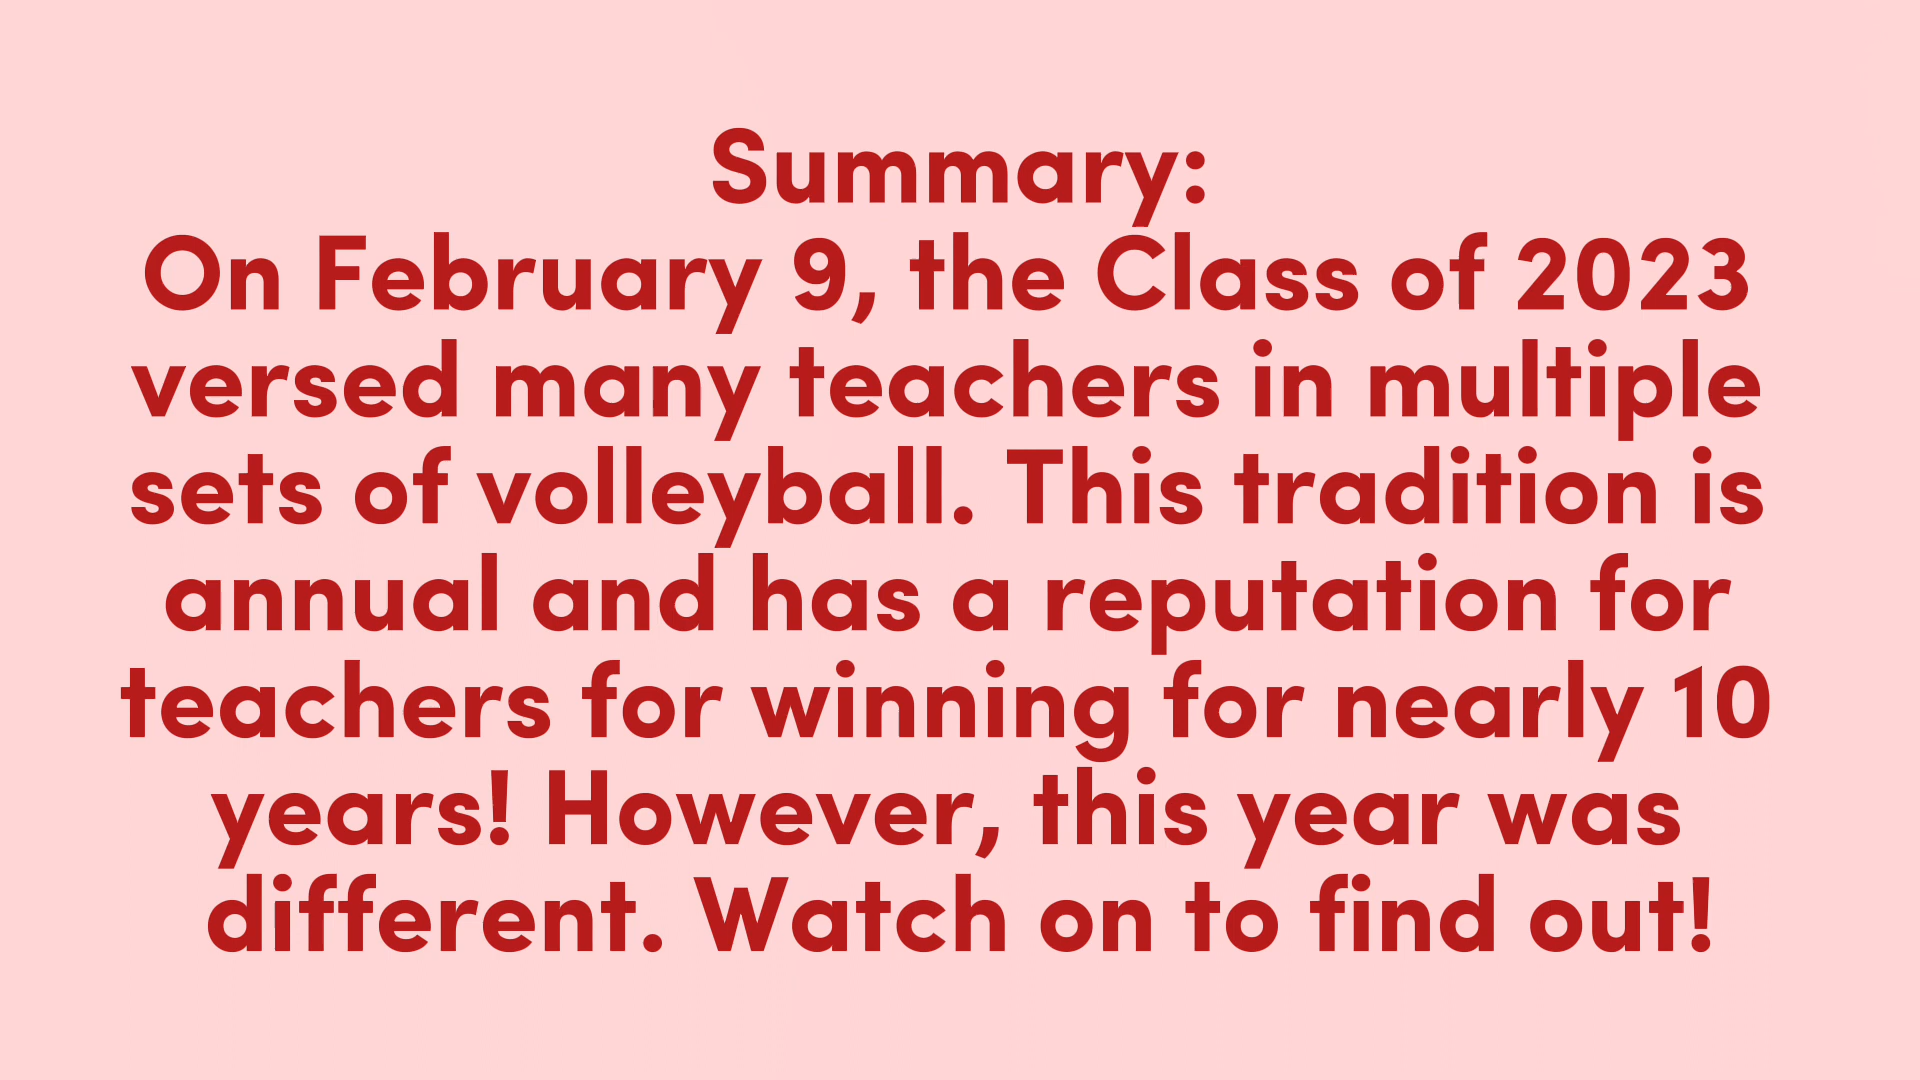 Summary:
On February 9, the Class of 2023
versed many teachers in multiple
sets of volleyball. This tradition is
annual and has a reputation for
teachers for winning for nearly 10
years! However, this year was
different. Watch on to find out!